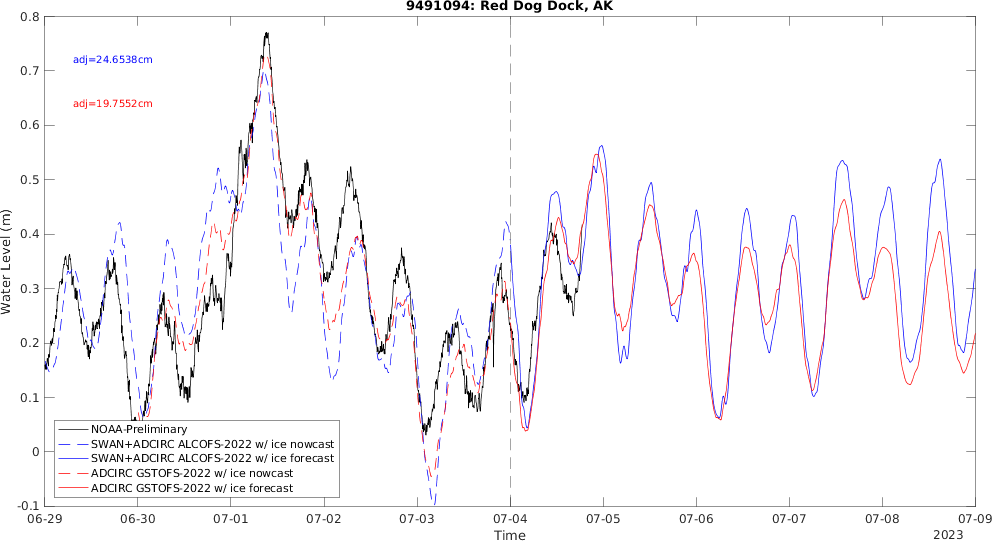 9491094: Red Dog Dock, AK
0.8
adj=24.6538cm
0.7
adj=19.7552cm
0.6
0.5
0.4
Water Level (m)
0.3
0.2
0.1
NOAA-Preliminary
SWAN+ADCIRC ALCOFS-2022 w/ ice nowcast
0
SWAN+ADCIRC ALCOFS-2022 w/ ice forecast
ADCIRC GSTOFS-2022 w/ ice nowcast
ADCIRC GSTOFS-2022 w/ ice forecast
-0.1
06-29 06-30 07-01 07-02 07-03 07-04 07-05 07-06 07-07 07-08 07-09
Time
2023